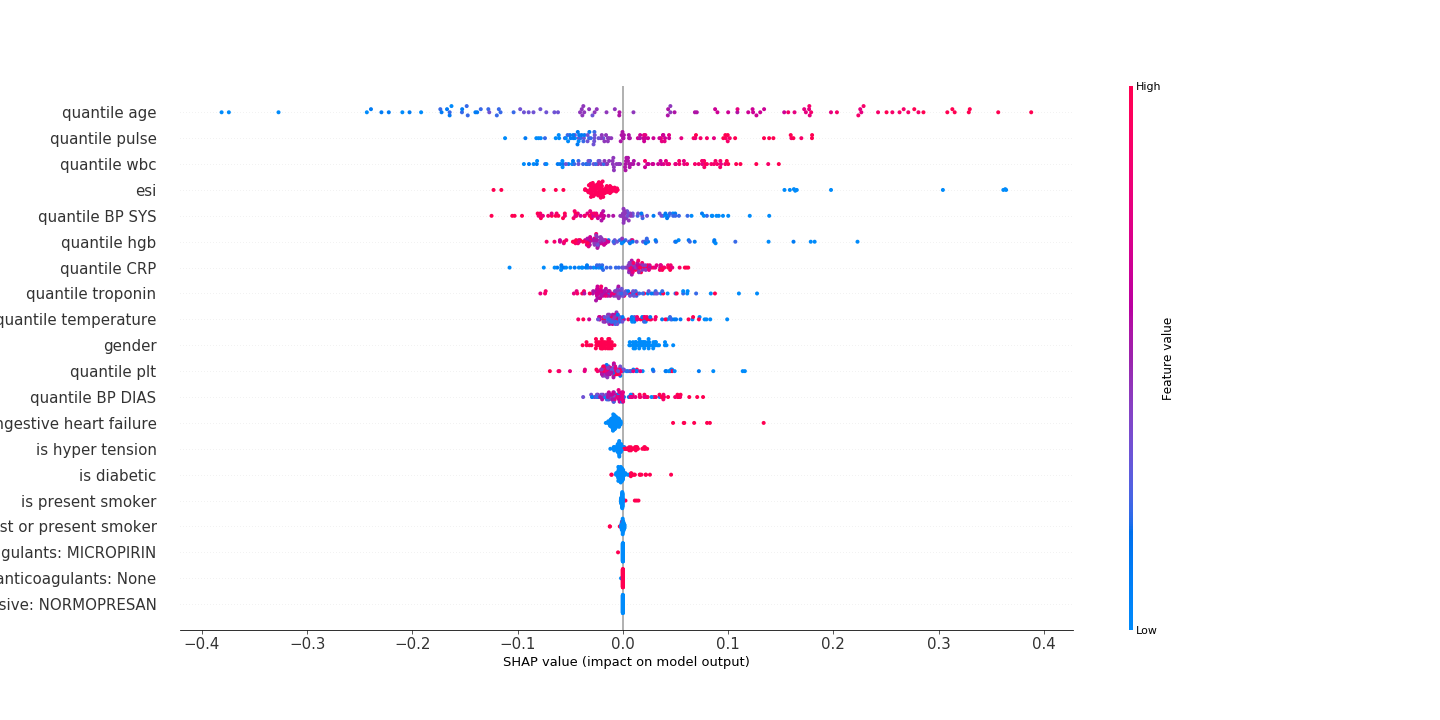 High
quantile age
quantile pulse
quantile wbc
esi
quantile BP SYS
quantile hgb
quantile CRP
quantile troponin
quantile temperature
gender
quantile plt
quantile BP DIAS
ngestive heart failure
is hyper tension
is diabetic
is present smoker
st or present smoker
gulants: MICROPIRIN
anticoagulants: None
sive: NORMOPRESAN
Feature value
Low
−0.4 −0.3 −0.2 −0.1 0.0 0.1 0.2 0.3 0.4
SHAP value (impact on model output)